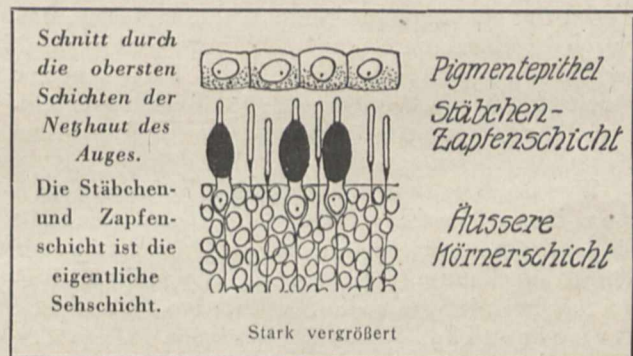 Schnitt durch
die obersten
Schichten der
Netzhaut des
Auges.
Die Stäbchen-
und Zapfen-
schicht ist die
eigentliche
Sehschicht.
Pigmentepithel
Stäbchen-
Zapfenschicht
Äussere
Körnerschicht
Stark vergrößert